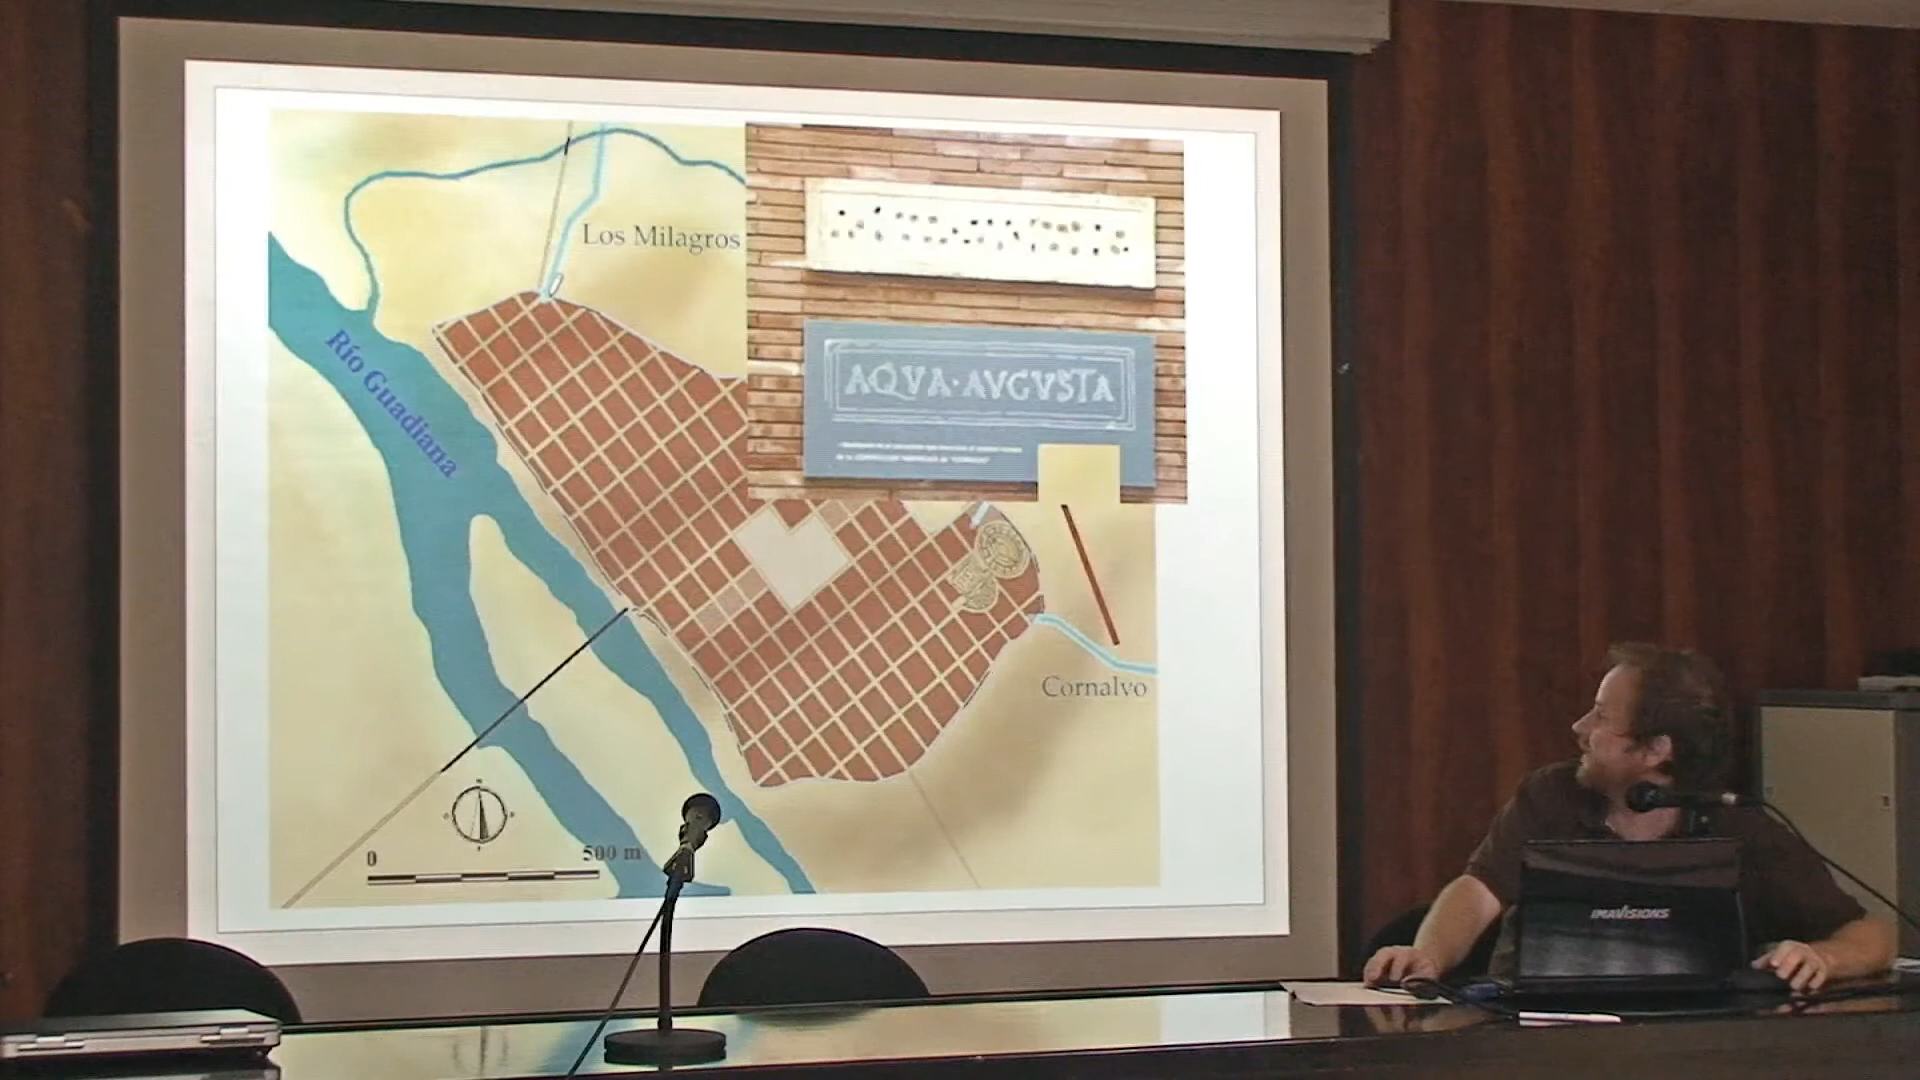 Los Milagros
AQVA·AVGVSTA
Río Guadiana
Cornalvo
0 500 m
IMAVISIONS